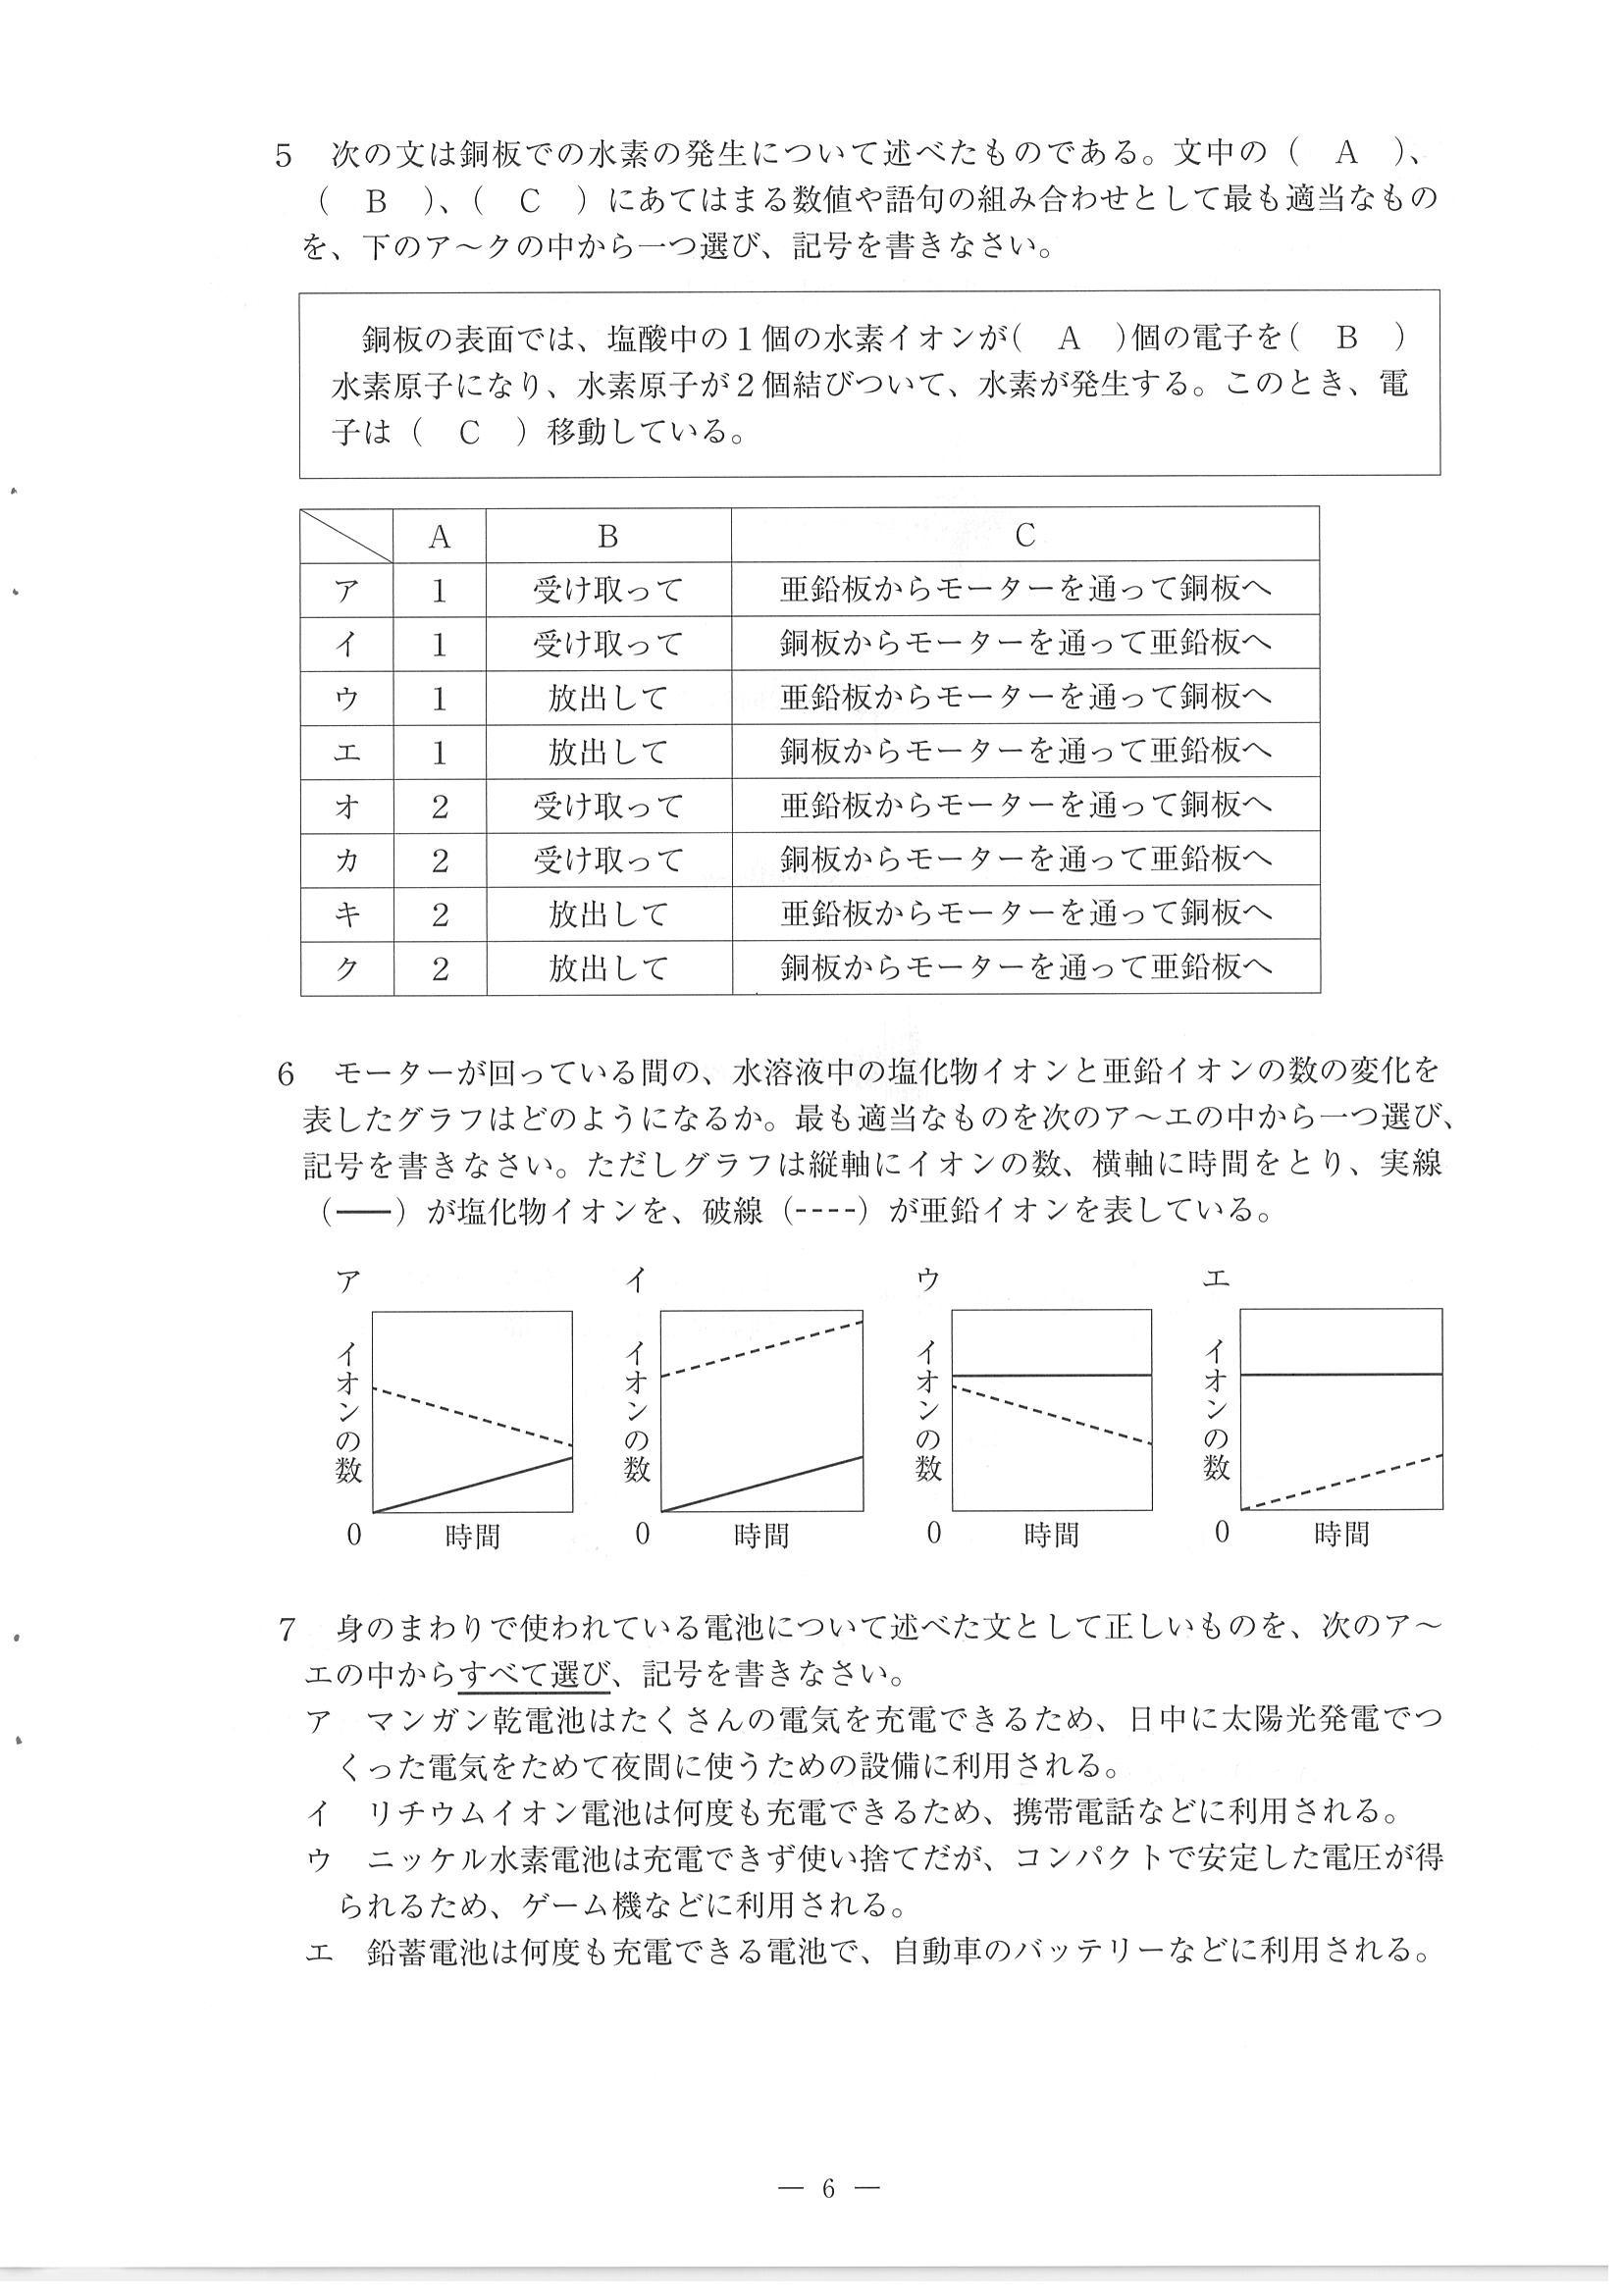 5　次の文は銅板での水素の発生について述べたものである。文中の（　A　）、
（　B　）、（　C　）にあてはまる数値や語句の組み合わせとして最も適当なもの
を、下のア～クの中から一つ選び、記号を書きなさい。
銅板の表面では、塩酸中の１個の水素イオンが（　A　）個の電子を（　B　）
水素原子になり、水素原子が２個結びついて、水素が発生する。このとき、電
子は（　C　）移動している。
A　B　C
ア　1　受け取って　亜鉛板からモーターを通って銅板へ
イ　1　受け取って　銅板からモーターを通って亜鉛板へ
ウ　1　放出して　亜鉛板からモーターを通って銅板へ
エ　1　放出して　銅板からモーターを通って亜鉛板へ
オ　2　受け取って　亜鉛板からモーターを通って銅板へ
カ　2　受け取って　銅板からモーターを通って亜鉛板へ
キ　2　放出して　亜鉛板からモーターを通って銅板へ
ク　2　放出して　銅板からモーターを通って亜鉛板へ
6　モーターが回っている間の、水溶液中の塩化物イオンと亜鉛イオンの数の変化を
表したグラフはどのようになるか。最も適当なものを次のア～エの中から一つ選び、
記号を書きなさい。ただしグラフは縦軸にイオンの数、横軸に時間をとり、実線
（──）が塩化物イオンを、破線（----）が亜鉛イオンを表している。
ア　イ　ウ　エ
イオンの数　イオンの数　イオンの数　イオンの数
0　時間　0　時間　0　時間　0　時間
7　身のまわりで使われている電池について述べた文として正しいものを、次のア～
エの中からすべて選び、記号を書きなさい。
ア　マンガン乾電池はたくさんの電気を充電できるため、日中に太陽光発電でつ
くった電気をためて夜間に使うための設備に利用される。
イ　リチウムイオン電池は何度も充電できるため、携帯電話などに利用される。
ウ　ニッケル水素電池は充電できず使い捨てだが、コンパクトで安定した電圧が得
られるため、ゲーム機などに利用される。
エ　鉛蓄電池は何度も充電できる電池で、自動車のバッテリーなどに利用される。
― 6 ―